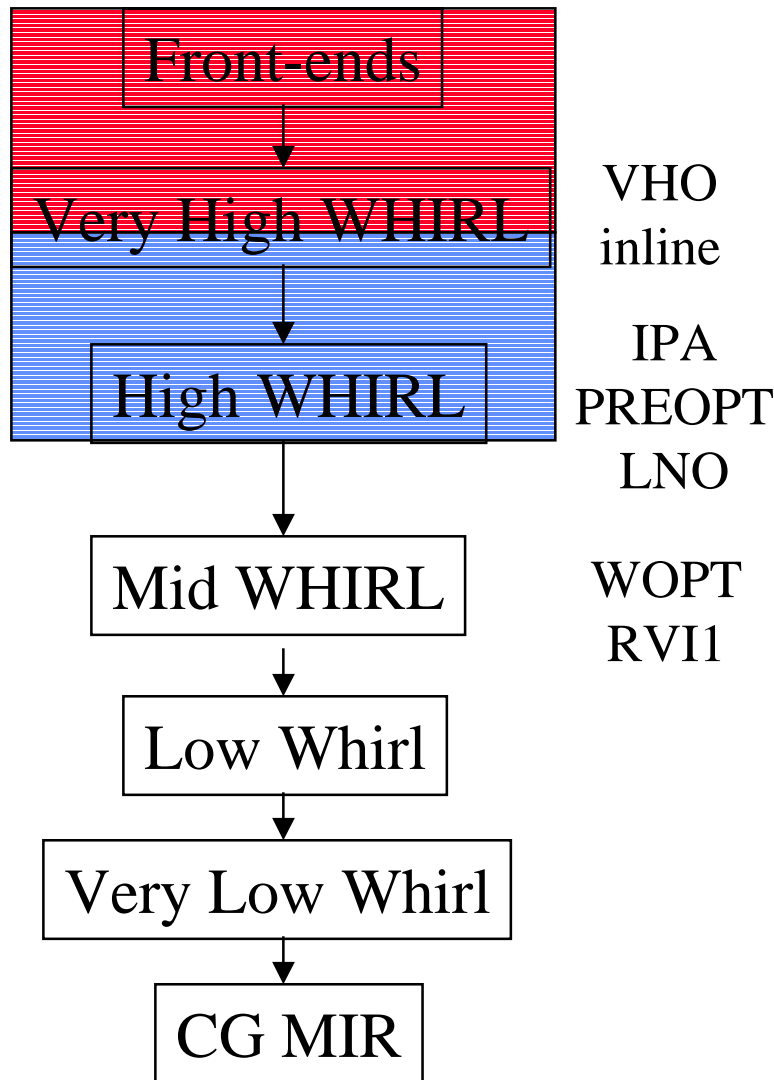 Front-ends
Very High WHIRL
VHO
inline
High WHIRL
IPA
PREOPT
LNO
Mid WHIRL
WOPT
RVI1
Low Whirl
Very Low Whirl
CG MIR